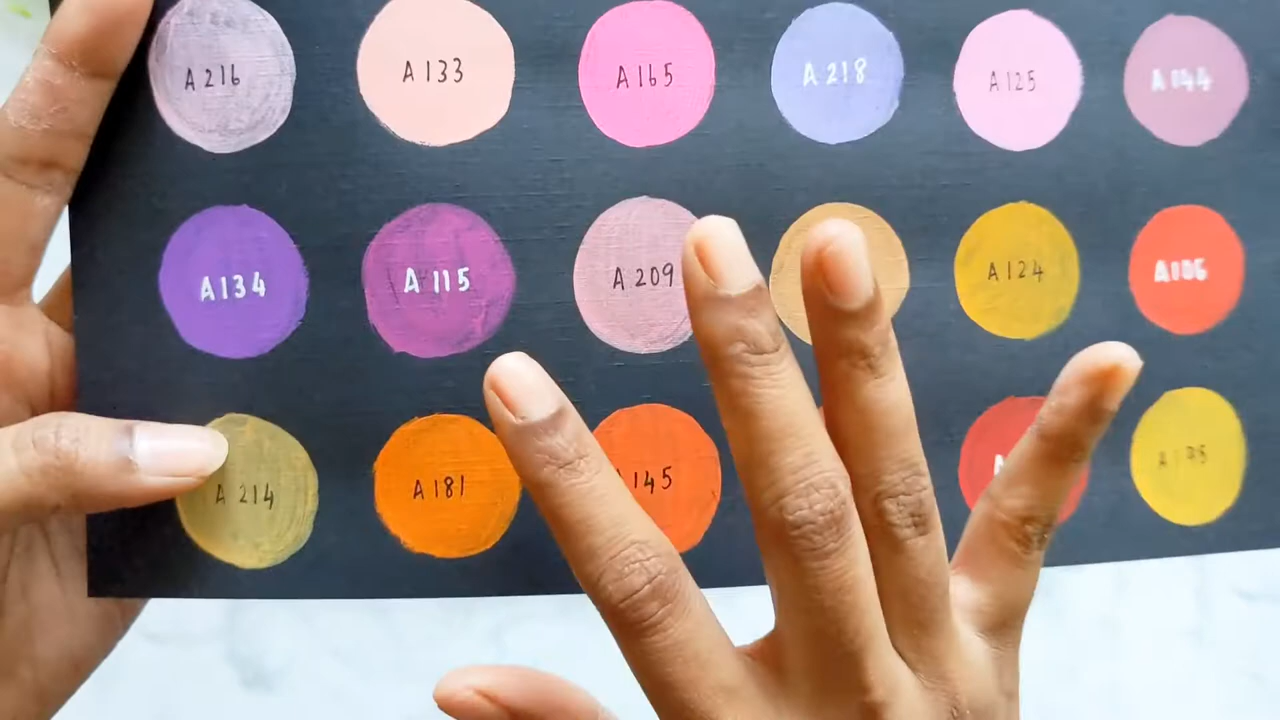 A 216
A 133
A 165
A 218
A 125
A 144
A 134
A 115
A 209
A 124
A 106
A 214
A 181
A 145